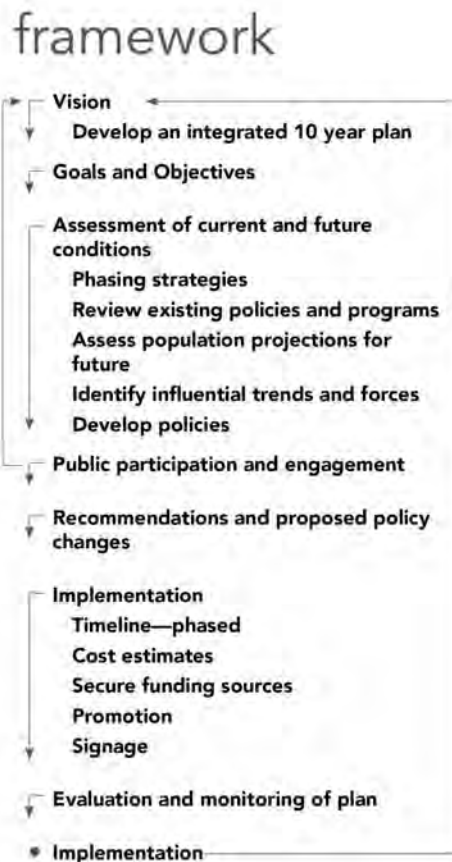 framework
Vision
Develop an integrated 10 year plan
Goals and Objectives
Assessment of current and future
conditions
Phasing strategies
Review existing policies and programs
Assess population projections for
future
Identify influential trends and forces
Develop policies
Public participation and engagement
Recommendations and proposed policy
changes
Implementation
Timeline—phased
Cost estimates
Secure funding sources
Promotion
Signage
Evaluation and monitoring of plan
Implementation